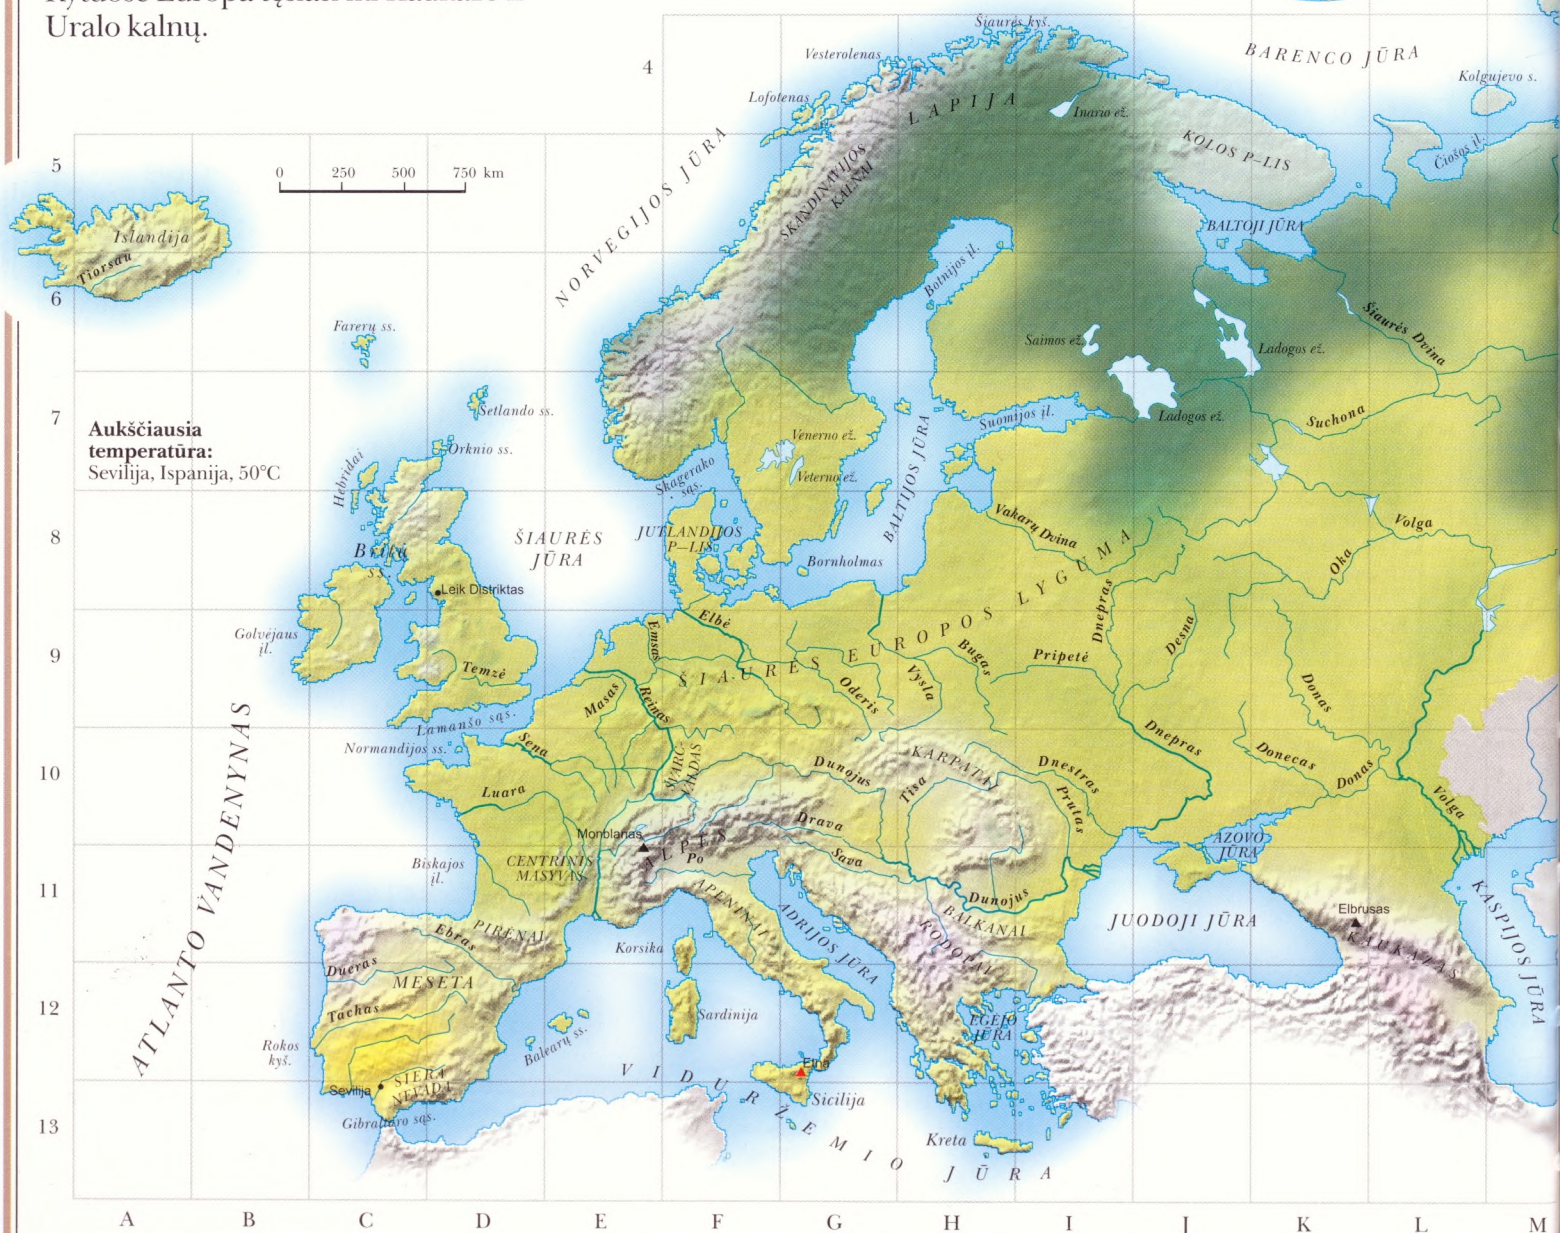 Uralo kalnų.
4
Šiaurės kyš.
Vesterolenas
BARENCO JŪRA
Kolgujevo s.
Lofotenas
LAPIJA
Inario ež.
KOLOS P–LIS
Čiošos įl.
5
0 250 500 750 km
NORVEGIJOS JŪRA
SKANDINAVIJOS
KALNAI
Islandija
Tiorsau
BALTOJI JŪRA
Botnijos įl.
6
Farerų ss.
Saimos ež.
Ladogos ež.
Šiaurės Dvina
7
Setlando ss.
Ladogos ež.
Suchona
Suomijos įl.
Aukščiausia
temperatūra:
Sevilija, Ispanija, 50°C
Orknio ss.
Hebridai
Venerno ež.
Veterno ež.
Skagerako
sąs.
BALTIJOS JŪRA
8
ŠIAURĖS
JŪRA
JUTLANDIJOS
P–LIS
Vakarų Dvina
Volga
Oka
Britų
ss.
Bornholmas
Leik Distriktas
Golvėjaus
įl.
9
Temzė
Emsas
Elbė
ŠIAURĖS EUROPOS LYGUMA
Dnepras
Desna
Bugas
Pripetė
Vysla
Oderis
Donas
Masas
Reinas
Lamanšo sąs.
Normandijos ss.
Sena
ŠVARC-
VALDAS
10
Luara
Dunojus
KARPATAI
Tisa
Dnestras
Prutas
Dnepras
Donecas
Donas
Volga
ATLANTO VANDENYNAS
Monblanas
ALPĖS
Po
Drava
Sava
AZOVO
JŪRA
Biskajos
įl.
CENTRINIS
MASYVAS
11
Dunojus
APENINAI
ADRIJOS JŪRA
BALKANAI
RODOPAI
JUODOJI JŪRA
Elbrusas
KAUKAZAS
KASPIJOS JŪRA
PIRĖNAI
Ebras
Korsika
Dueras
MESETA
12
Tachas
Sardinija
EGĖJO
JŪRA
Rokos
kyš.
Balearų ss.
Etna
Sevilija
SIERA
NEVADA
VIDURŽEMIO JŪRA
Sicilija
13
Gibraltaro sąs.
Kreta
A B C D E F G H I J K L M